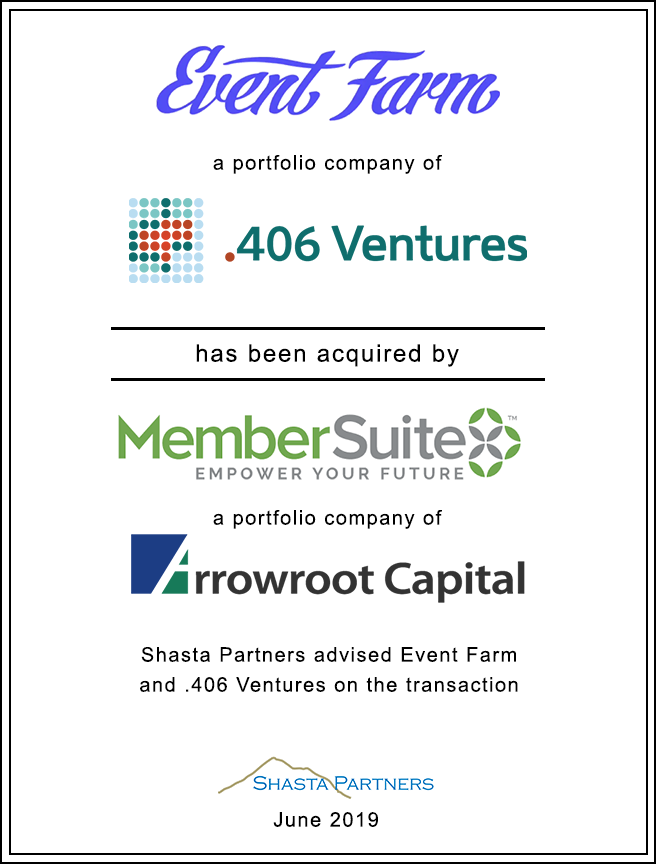 Event Farm
a portfolio company of
.406 Ventures
has been acquired by
MemberSuite™
EMPOWER YOUR FUTURE
a portfolio company of
Arrowroot Capital
Shasta Partners advised Event Farm
and .406 Ventures on the transaction
SHASTA PARTNERS
June 2019